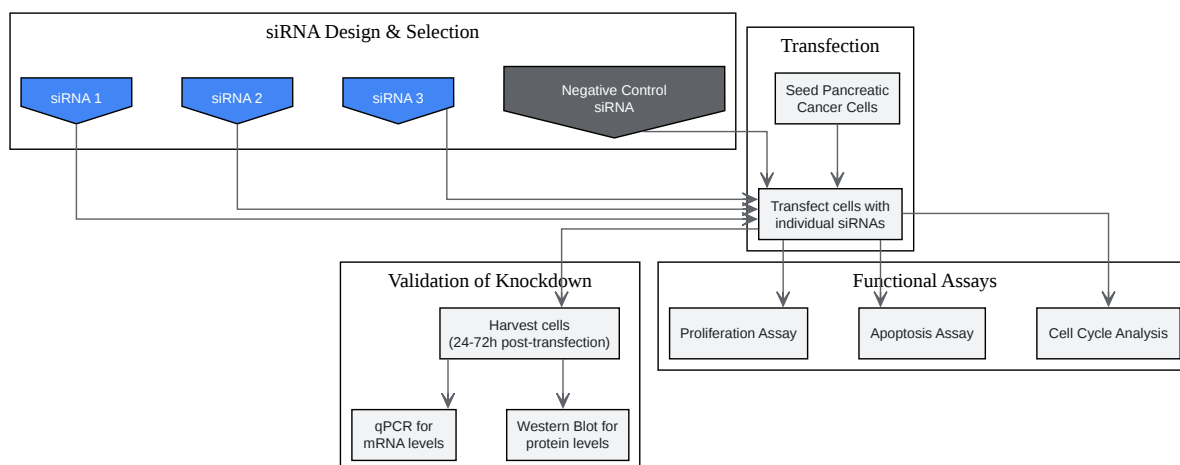 siRNA Design & Selection
siRNA 1
siRNA 2
siRNA 3
Negative Control
siRNA
Transfection
Seed Pancreatic
Cancer Cells
Transfect cells with
individual siRNAs
Validation of Knockdown
Harvest cells
(24-72h post-transfection)
qPCR for
mRNA levels
Western Blot for
protein levels
Functional Assays
Proliferation Assay
Apoptosis Assay
Cell Cycle Analysis